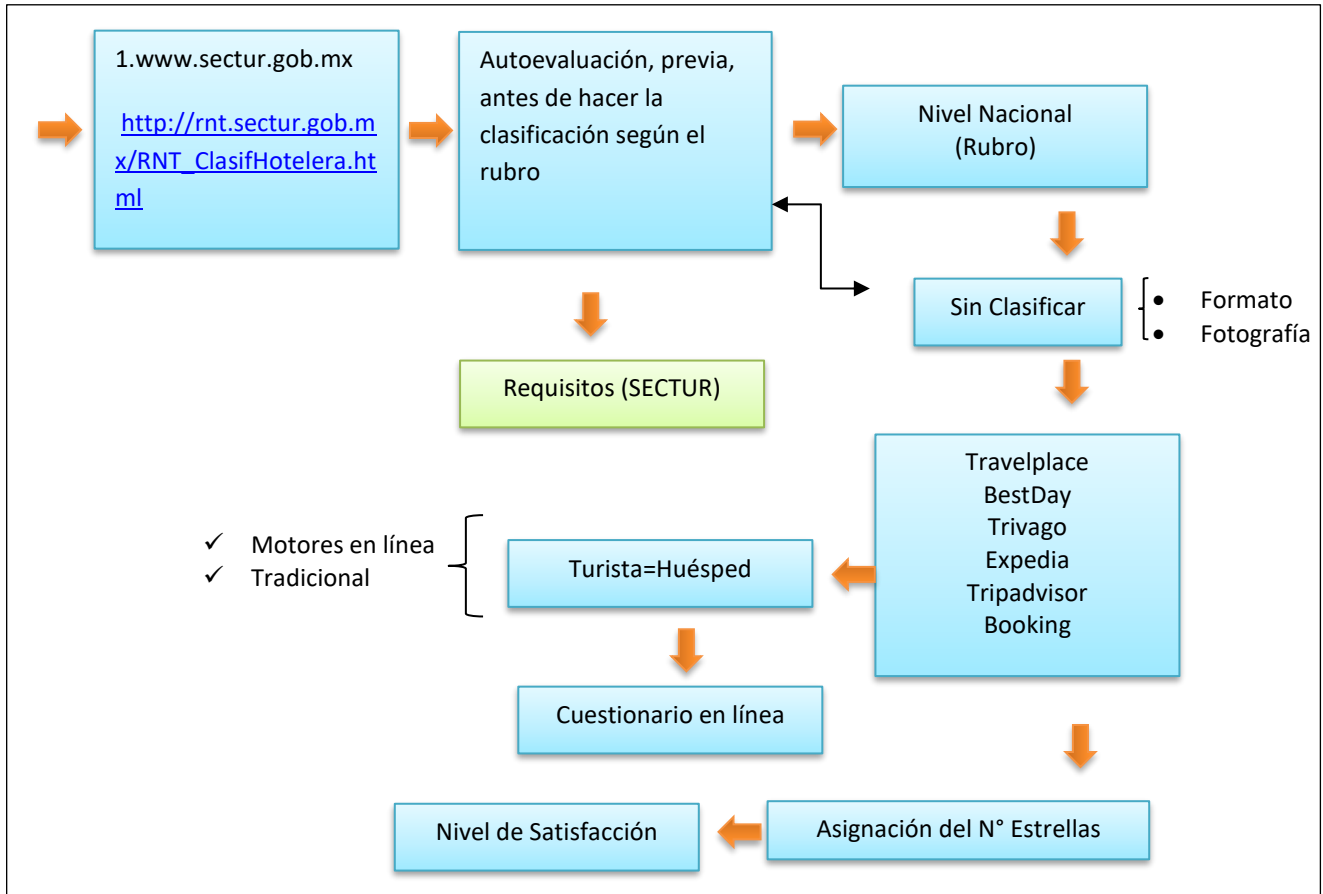 1.www.sectur.gob.mx
http://rnt.sectur.gob.m
x/RNT_ClasifHotelera.ht
ml
Autoevaluación, previa,
antes de hacer la
clasificación según el
rubro
Nivel Nacional
(Rubro)
Sin Clasificar
• Formato
• Fotografía
Requisitos (SECTUR)
Travelplace
BestDay
Trivago
Expedia
Tripadvisor
Booking
✓ Motores en línea
✓ Tradicional
Turista=Huésped
Cuestionario en línea
Asignación del N° Estrellas
Nivel de Satisfacción